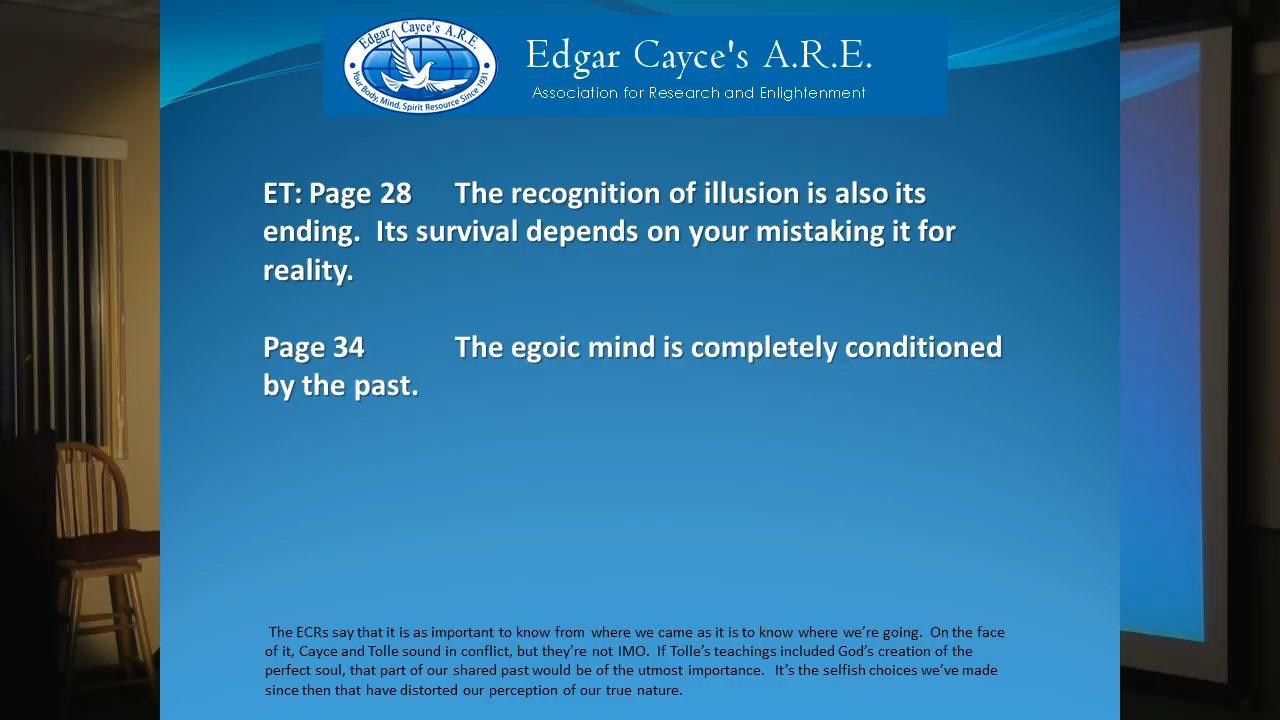 Edgar Cayce's A.R.E.
Your Body, Mind, Spirit Resource Since 1931
Edgar Cayce's A.R.E.
Association for Research and Enlightenment
ET: Page 28 The recognition of illusion is also its
ending. Its survival depends on your mistaking it for
reality.
Page 34 The egoic mind is completely conditioned
by the past.
The ECRs say that it is as important to know from where we came as it is to know where we're going. On the face
of it, Cayce and Tolle sound in conflict, but they're not IMO. If Tolle's teachings included God's creation of the
perfect soul, that part of our shared past would be of the utmost importance. It's the selfish choices we've made
since then that have distorted our perception of our true nature.